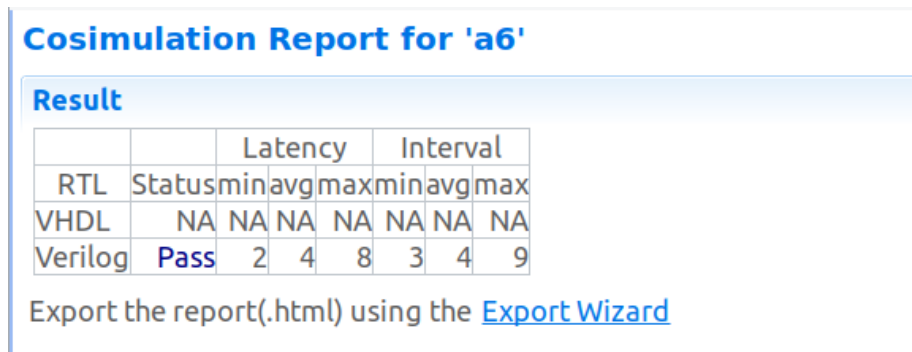 Cosimulation Report for 'a6'
Result
Latency Interval
RTL Status min avg max min avg max
VHDL NA NA NA NA NA NA NA
Verilog Pass 2 4 8 3 4 9
Export the report(.html) using the Export Wizard